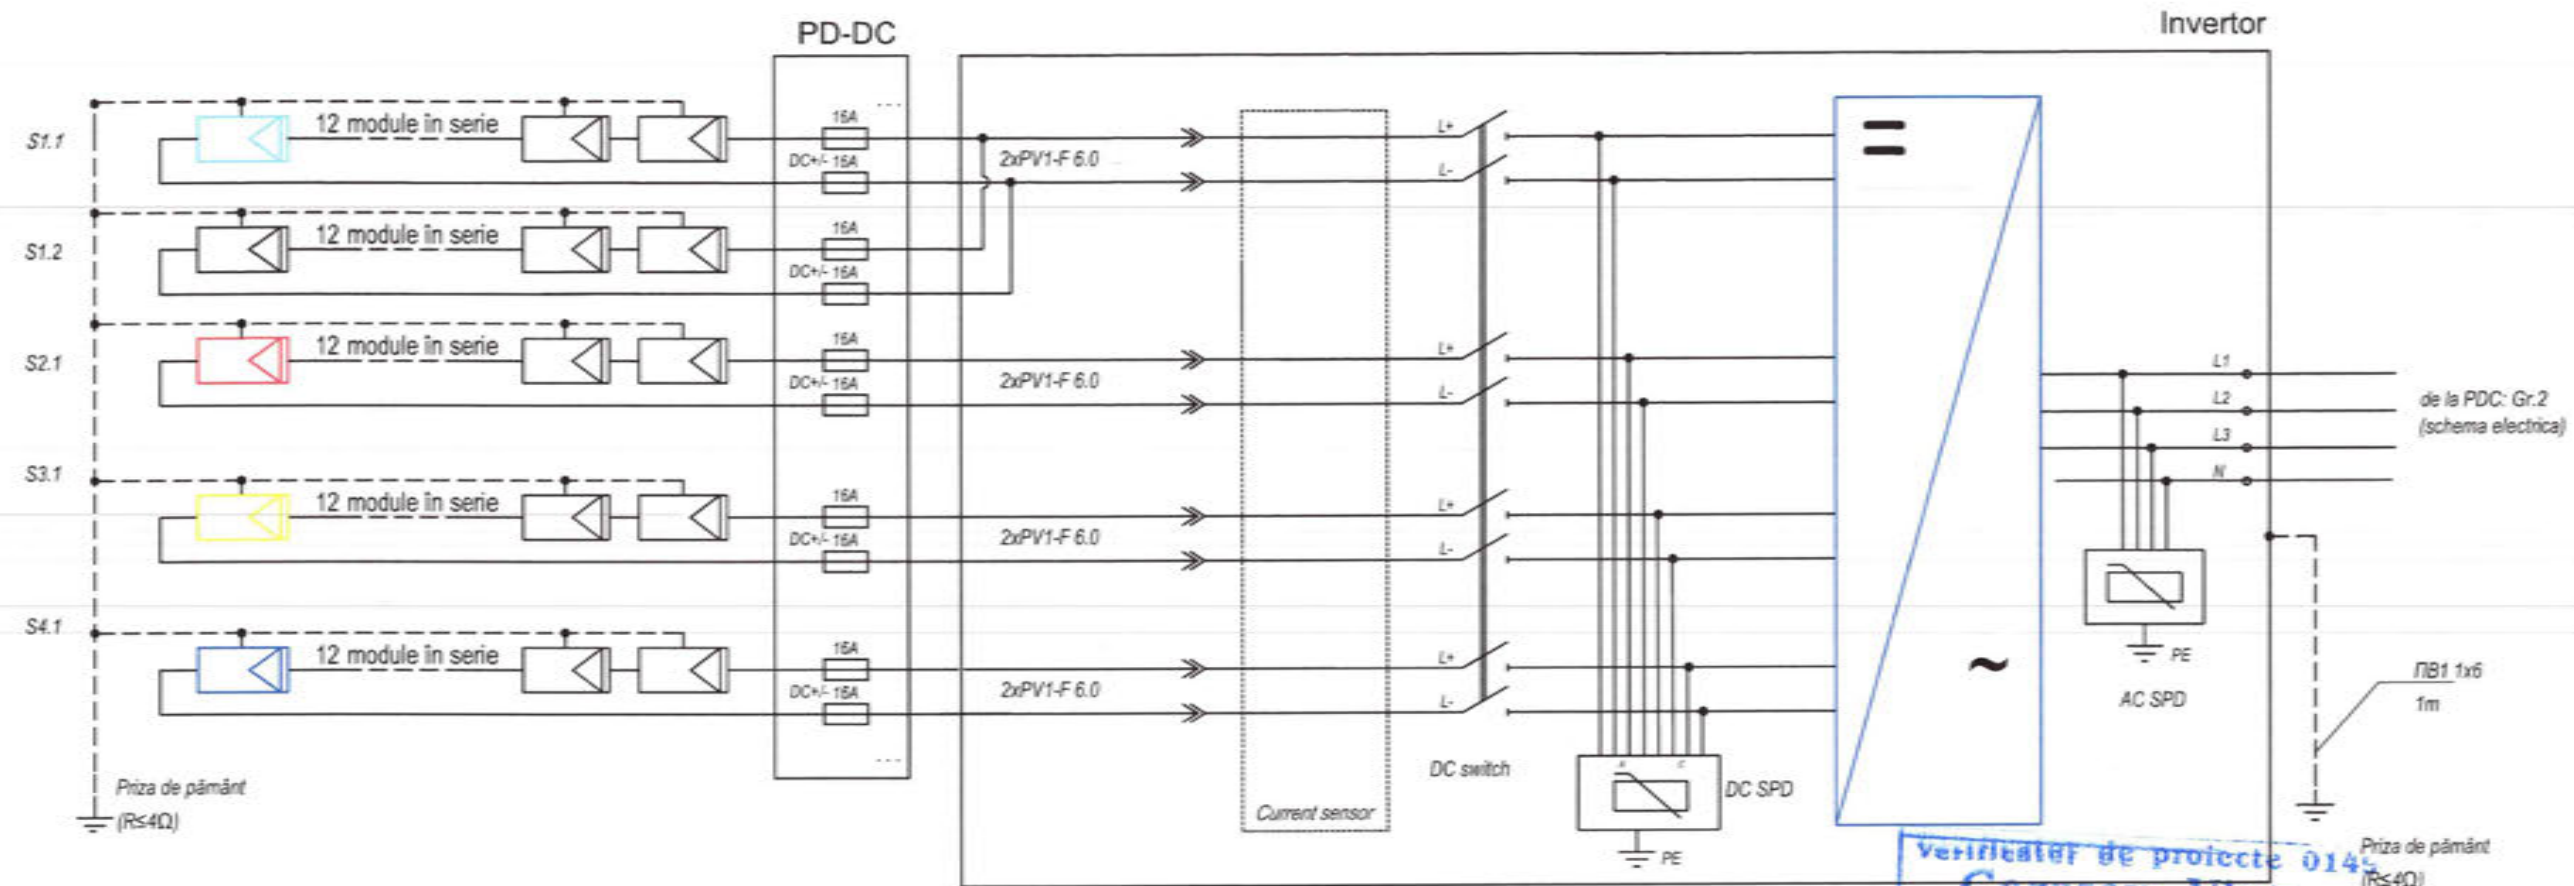 PD-DC
Invertor
S1.1
12 module în serie
16A
DC+/- 16A
2xPV1-F 6.0
L+
L-
S1.2
12 module în serie
16A
DC+/- 16A
S2.1
12 module în serie
16A
DC+/- 16A
2xPV1-F 6.0
L+
L-
L1
L2
L3
N
de la PDC: Gr.2
(schema electrica)
S3.1
12 module în serie
16A
DC+/- 16A
2xPV1-F 6.0
L+
L-
S4.1
12 module în serie
16A
DC+/- 16A
2xPV1-F 6.0
L+
L-
PE
AC SPD
ПВ1 1x6
1m
Priza de pământ
(R≤4Ω)
Current sensor
DC switch
DC SPD
PE
verificator de proiecte 014
Priza de pământ
(R≤4Ω)